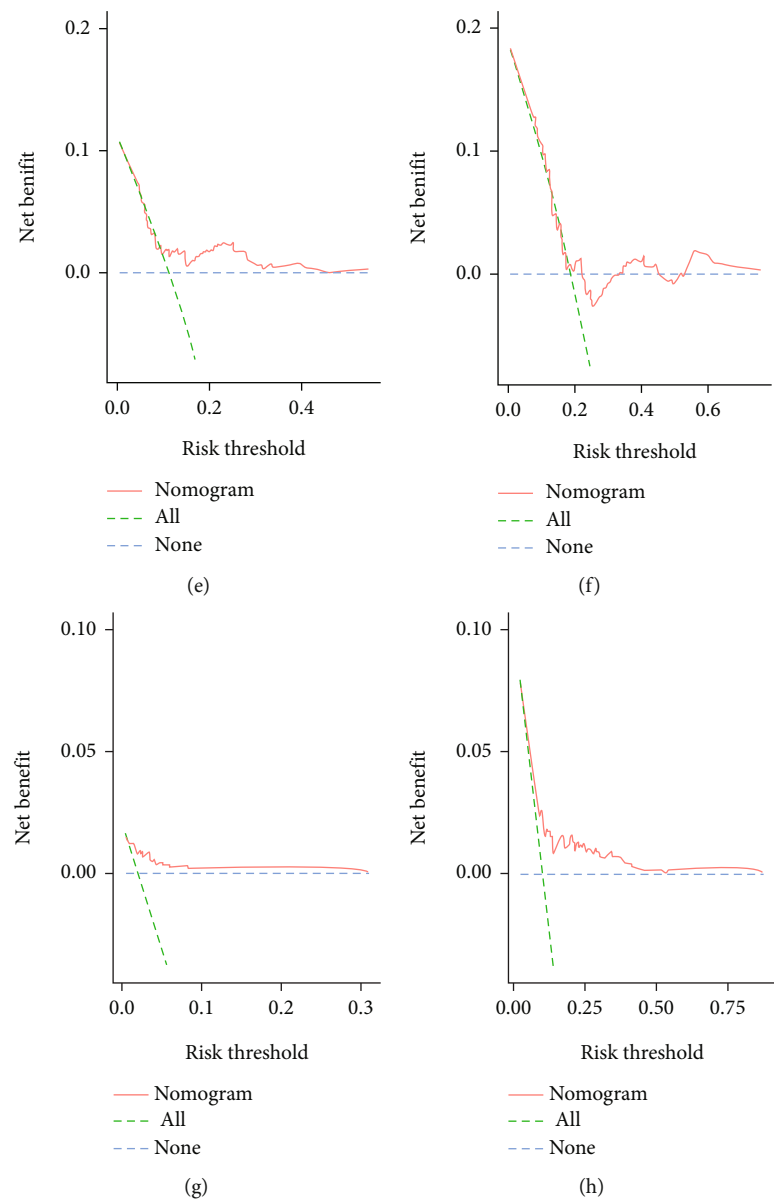 0.2
0.1
0.0
Net benifit
0.0 0.2 0.4
Risk threshold
Nomogram
All
None
(e)
0.2
0.1
0.0
Net benifit
0.0 0.2 0.4 0.6
Risk threshold
Nomogram
All
None
(f)
0.10
0.05
0.00
Net benefit
0.0 0.1 0.2 0.3
Risk threshold
Nomogram
All
None
(g)
0.10
0.05
0.00
Net benefit
0.00 0.25 0.50 0.75
Risk threshold
Nomogram
All
None
(h)